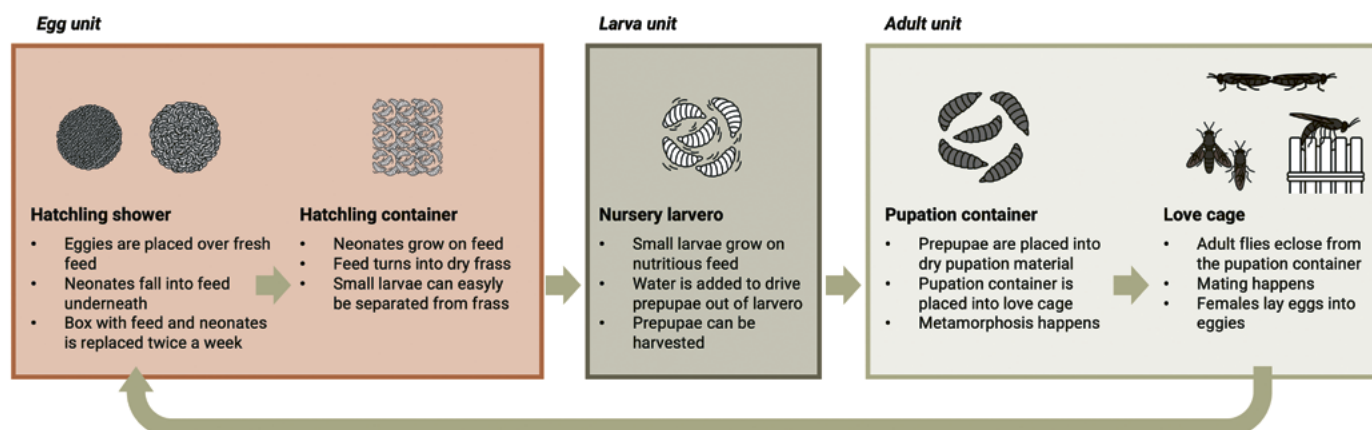 Egg unit
Larva unit
Adult unit
Hatchling shower
• Eggies are placed over fresh
feed
• Neonates fall into feed
underneath
• Box with feed and neonates
is replaced twice a week
Hatchling container
• Neonates grow on feed
• Feed turns into dry frass
• Small larvae can easyly
be separated from frass
Nursery larvero
• Small larvae grow on
nutritious feed
• Water is added to drive
prepupae out of larvero
• Prepupae can be
harvested
Pupation container
• Prepupae are placed into
dry pupation material
• Pupation container is
placed into love cage
• Metamorphosis happens
Love cage
• Adult flies eclose from
the pupation container
• Mating happens
• Females lay eggs into
eggies